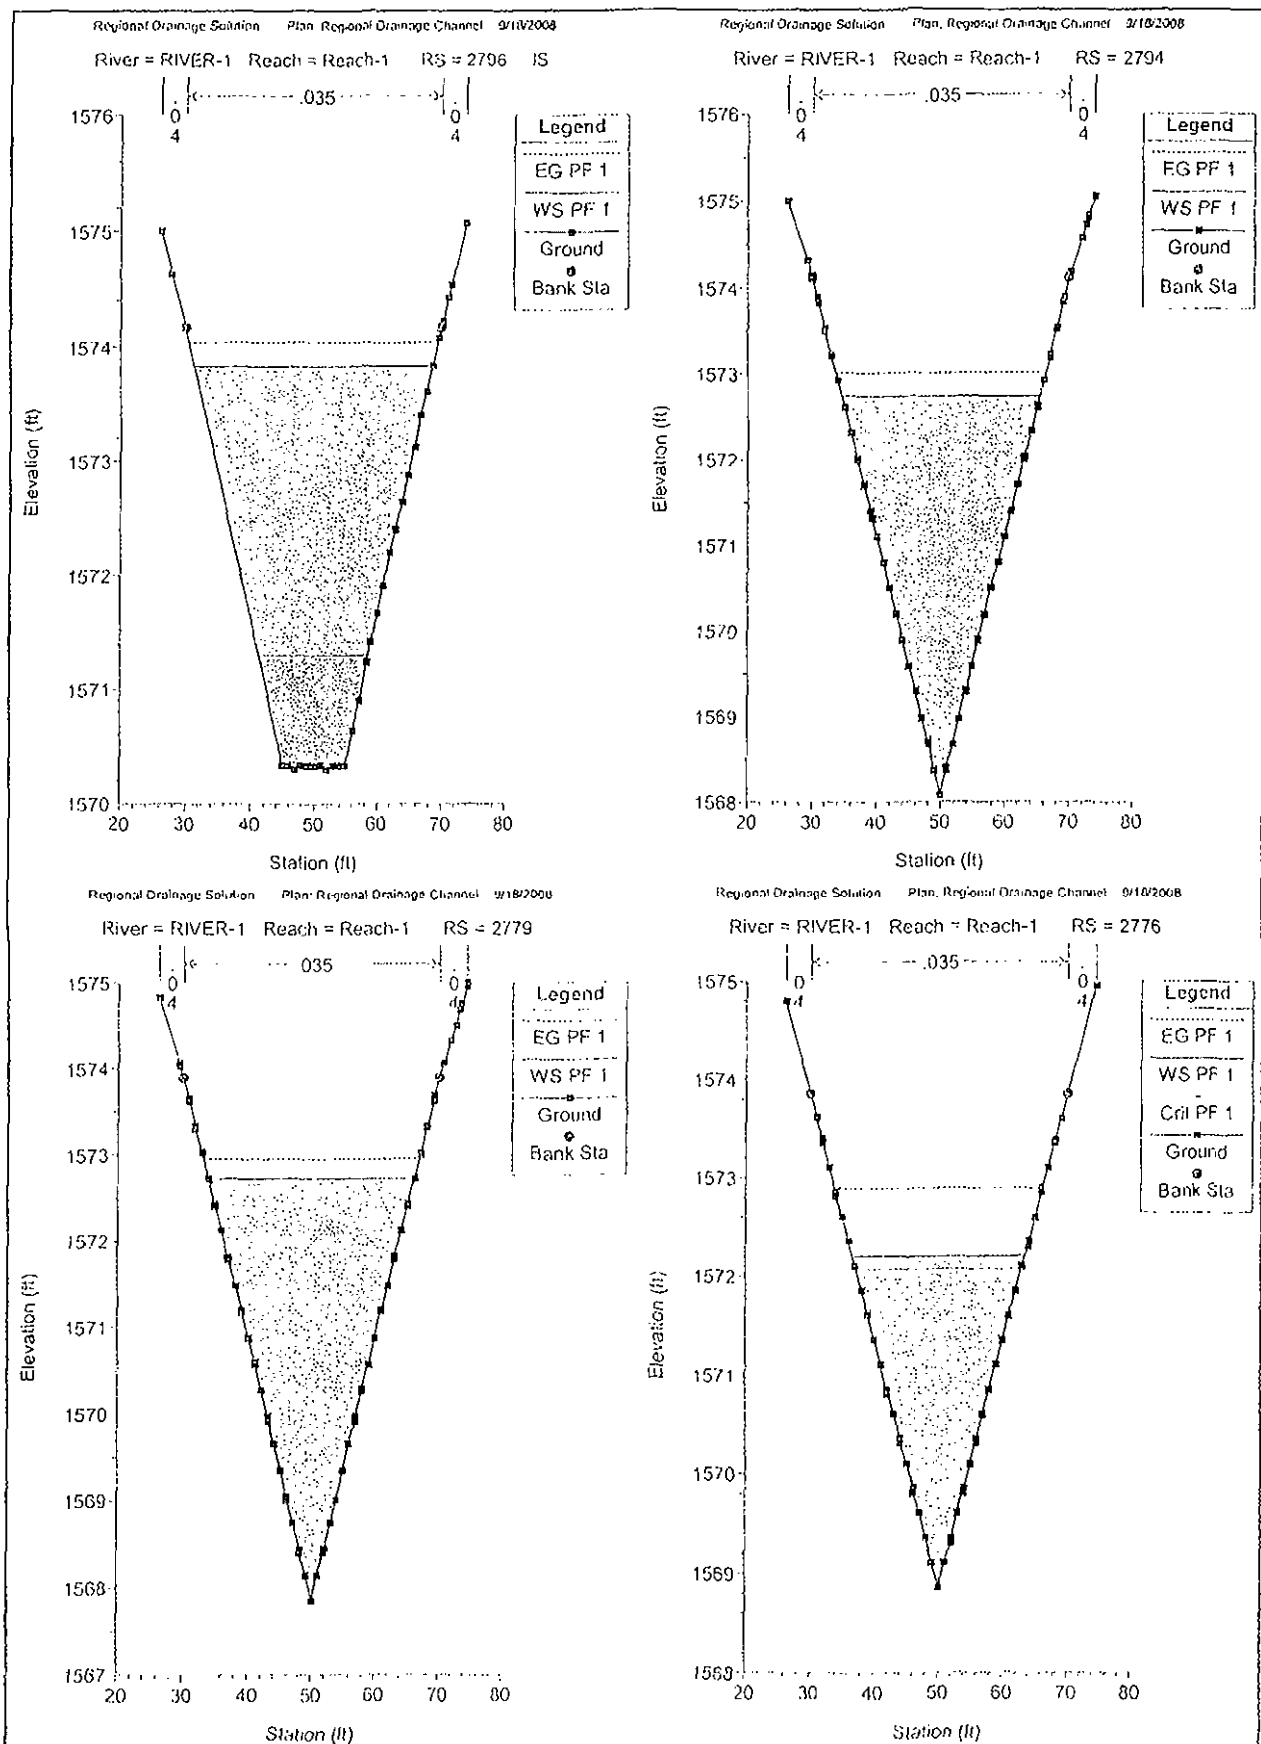 Regional Drainage Solution Plan: Regional Drainage Channel 9/18/2008
River = RIVER-1 Reach = Reach-1 RS = 2796 IS
.035
.04
.04
1576
1575
1574
1573
1572
1571
1570
Elevation (ft)
20 30 40 50 60 70 80
Station (ft)
Legend
EG PF 1
WS PF 1
Ground
Bank Sta
Regional Drainage Solution Plan: Regional Drainage Channel 9/18/2008
River = RIVER-1 Reach = Reach-1 RS = 2794
.035
.04
.04
1576
1575
1574
1573
1572
1571
1570
1569
1568
Elevation (ft)
20 30 40 50 60 70 80
Station (ft)
Legend
EG PF 1
WS PF 1
Ground
Bank Sta
Regional Drainage Solution Plan: Regional Drainage Channel 9/18/2008
River = RIVER-1 Reach = Reach-1 RS = 2779
.035
.04
.04
1575
1574
1573
1572
1571
1570
1569
1568
1567
Elevation (ft)
20 30 40 50 60 70 80
Station (ft)
Legend
EG PF 1
WS PF 1
Ground
Bank Sta
Regional Drainage Solution Plan: Regional Drainage Channel 9/18/2008
River = RIVER-1 Reach = Reach-1 RS = 2776
.035
.04
.04
1575
1574
1573
1572
1571
1570
1569
1568
Elevation (ft)
20 30 40 50 60 70 80
Station (ft)
Legend
EG PF 1
WS PF 1
Crit PF 1
Ground
Bank Sta